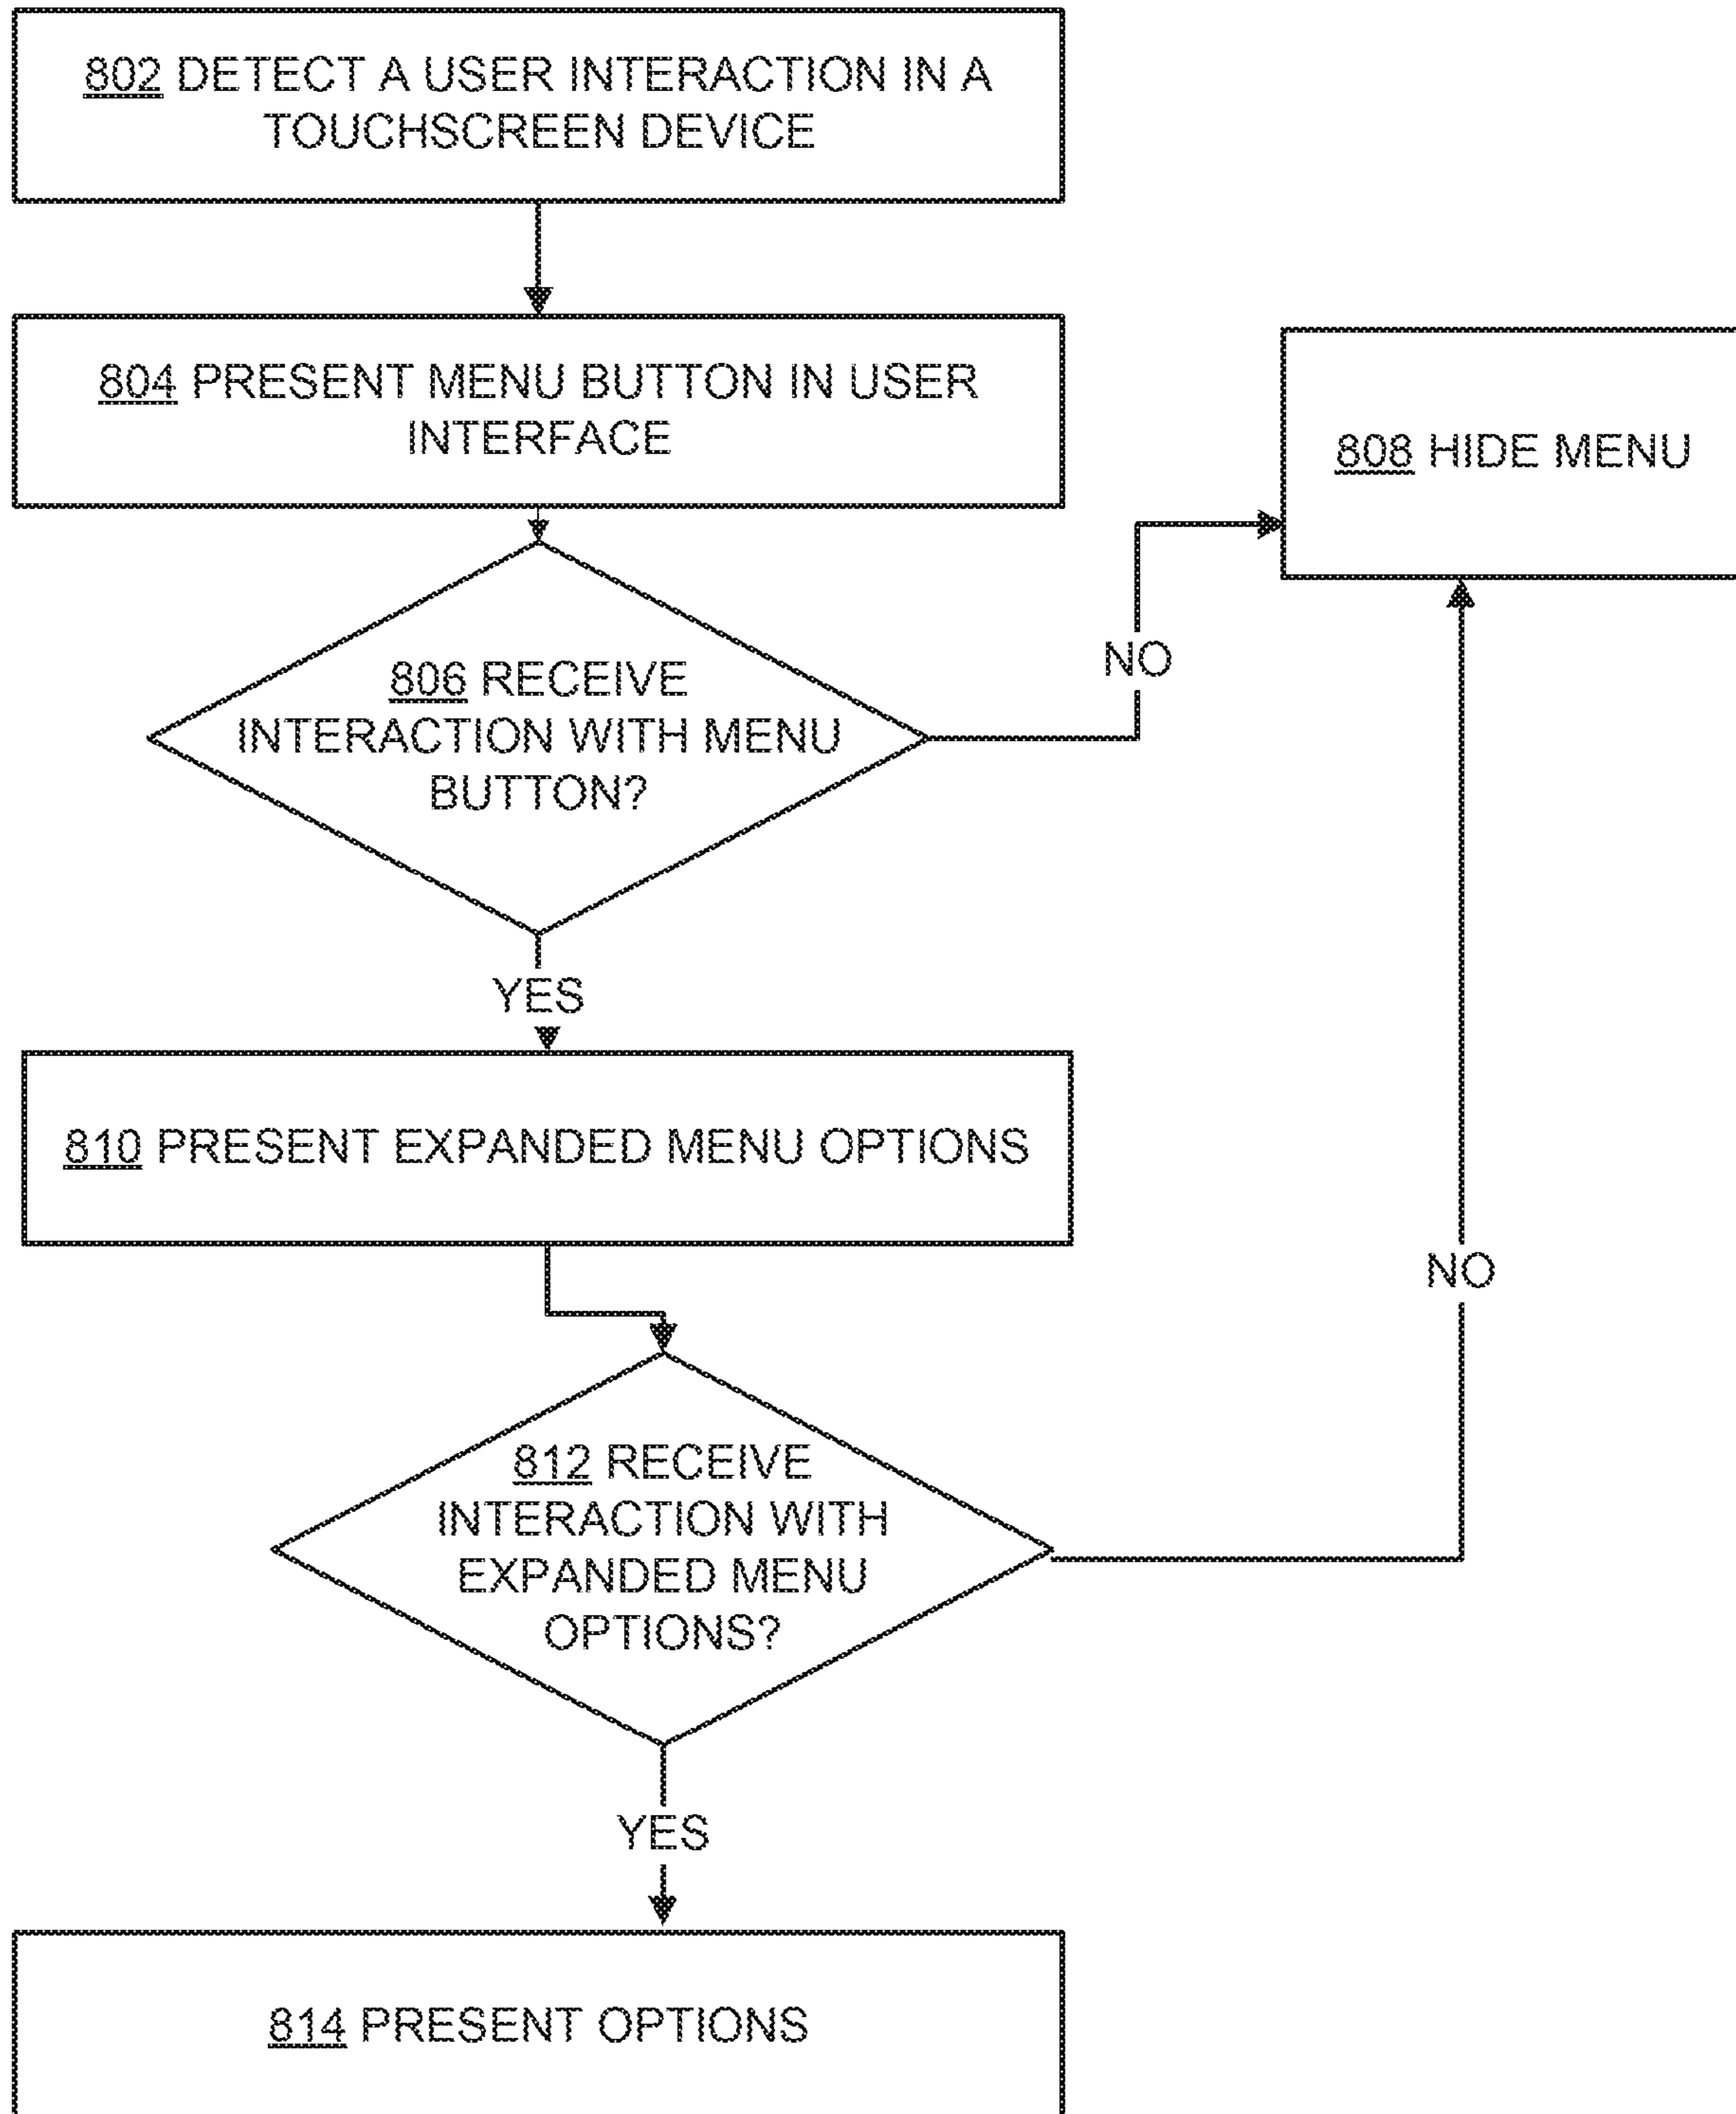 802 DETECT A USER INTERACTION IN A
TOUCHSCREEN DEVICE
804 PRESENT MENU BUTTON IN USER
INTERFACE
808 HIDE MENU
806 RECEIVE
INTERACTION WITH MENU
BUTTON?
NO
YES
810 PRESENT EXPANDED MENU OPTIONS
NO
812 RECEIVE
INTERACTION WITH
EXPANDED MENU
OPTIONS?
YES
814 PRESENT OPTIONS